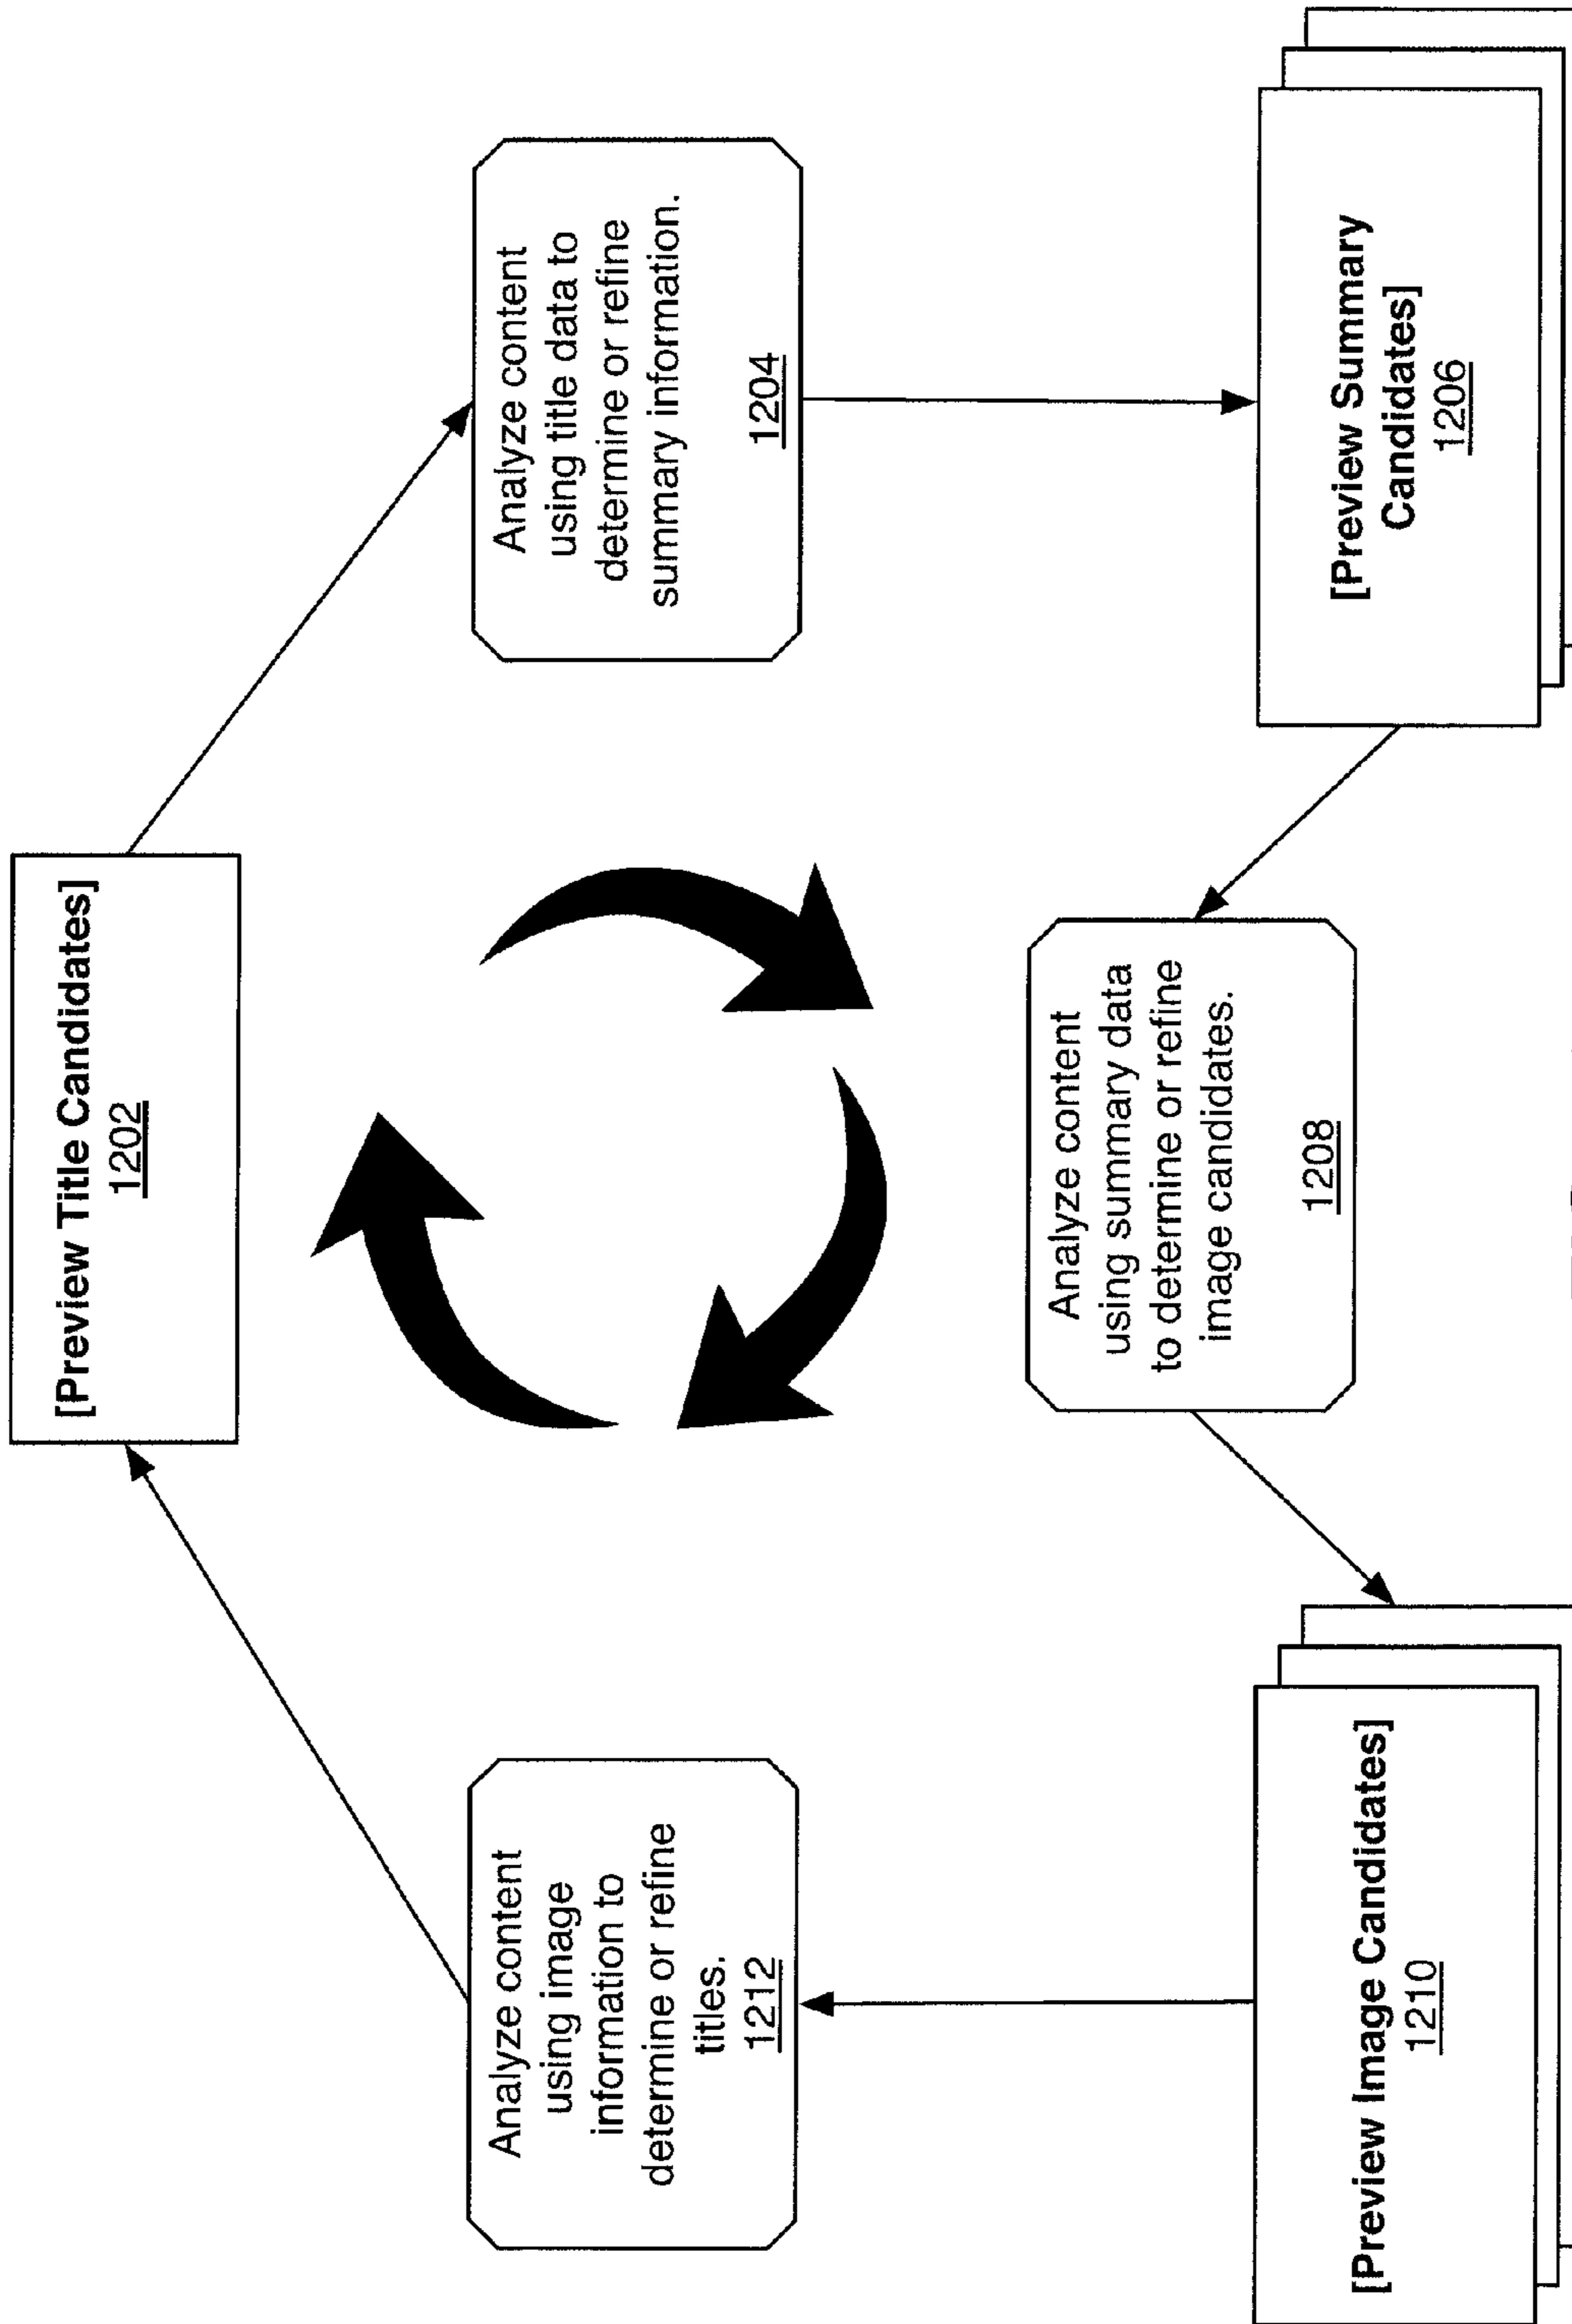 [Preview Title Candidates]
1202
Analyze content
using title data to
determine or refine
summary information.
1204
[Preview Summary
Candidates]
1206
Analyze content
using summary data
to determine or refine
image candidates.
1208
[Preview Image Candidates]
1210
Analyze content
using image
information to
determine or refine
titles.
1212